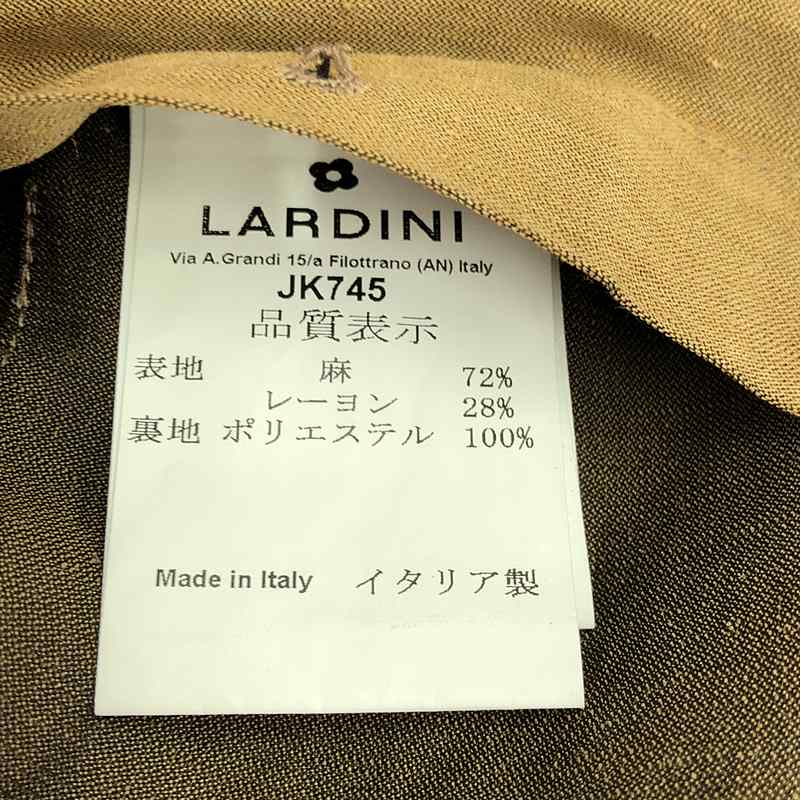 LARDINI
Via A.Grandi 15/a Filottrano (AN) Italy
JK745
品質表示
表地 麻 72%
レーヨン 28%
裏地 ポリエステル 100%
Made in Italy イタリア製